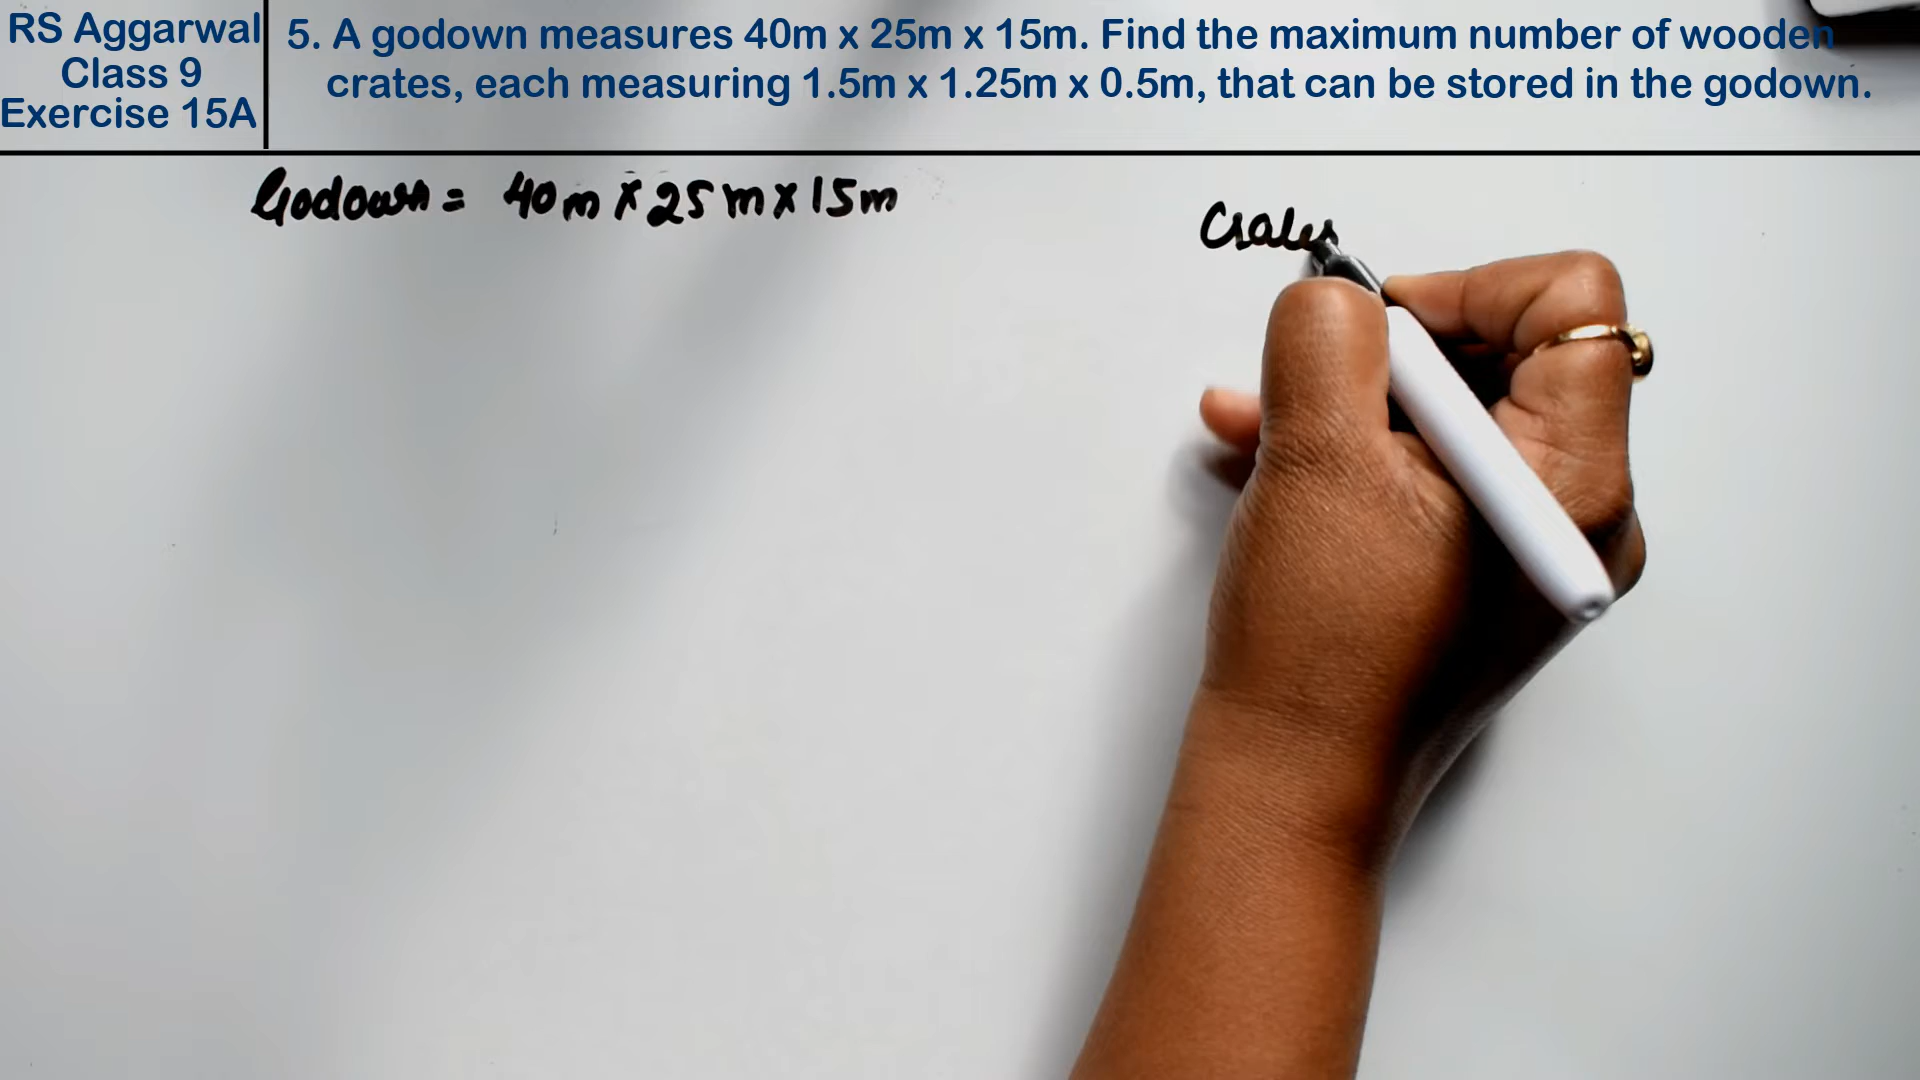 RS Aggarwal
Class 9
Exercise 15A
5. A godown measures 40m x 25m x 15m. Find the maximum number of wooden
crates, each measuring 1.5m x 1.25m x 0.5m, that can be stored in the godown.
Godown = 40m x 25m x 15m
Crates